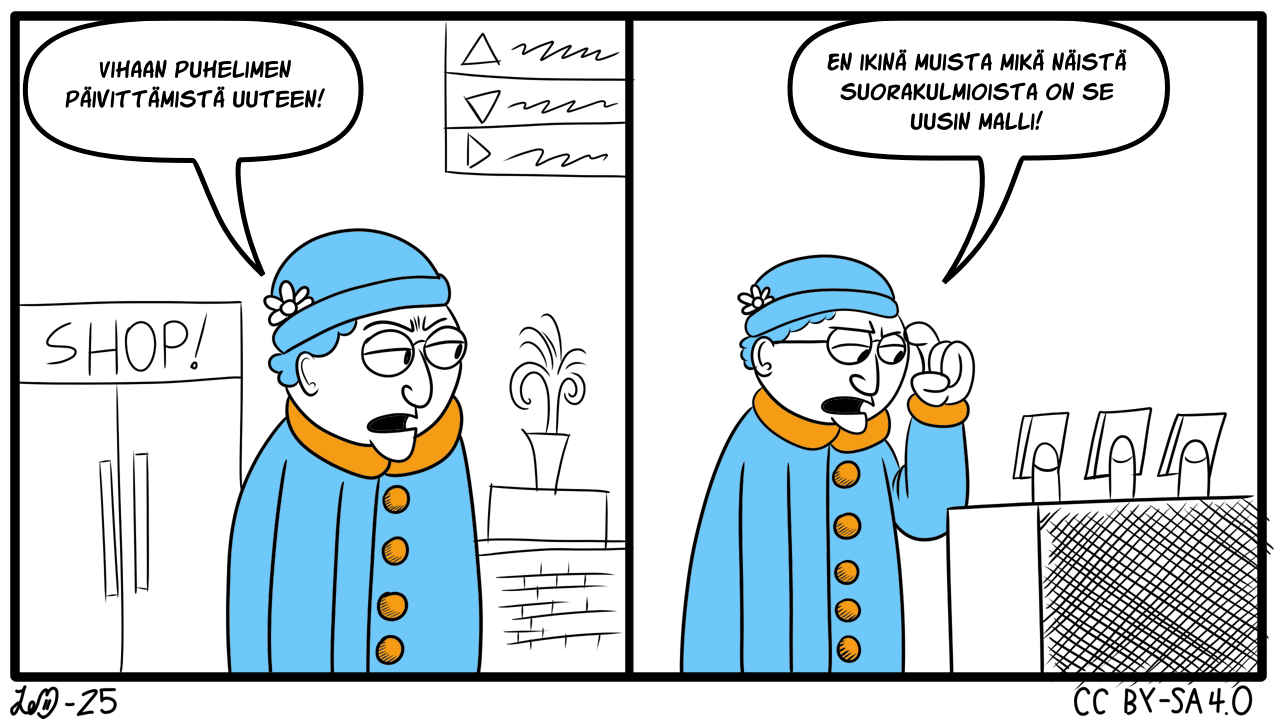 VIHAAN PUHELIMEN
PÄIVITTÄMISTÄ UUTEEN!
EN IKINÄ MUISTA MIKÄ NÄISTÄ
SUORAKULMIOISTA ON SE
UUSIN MALLI!
SHOP!
-25
CC BY-SA 4.0